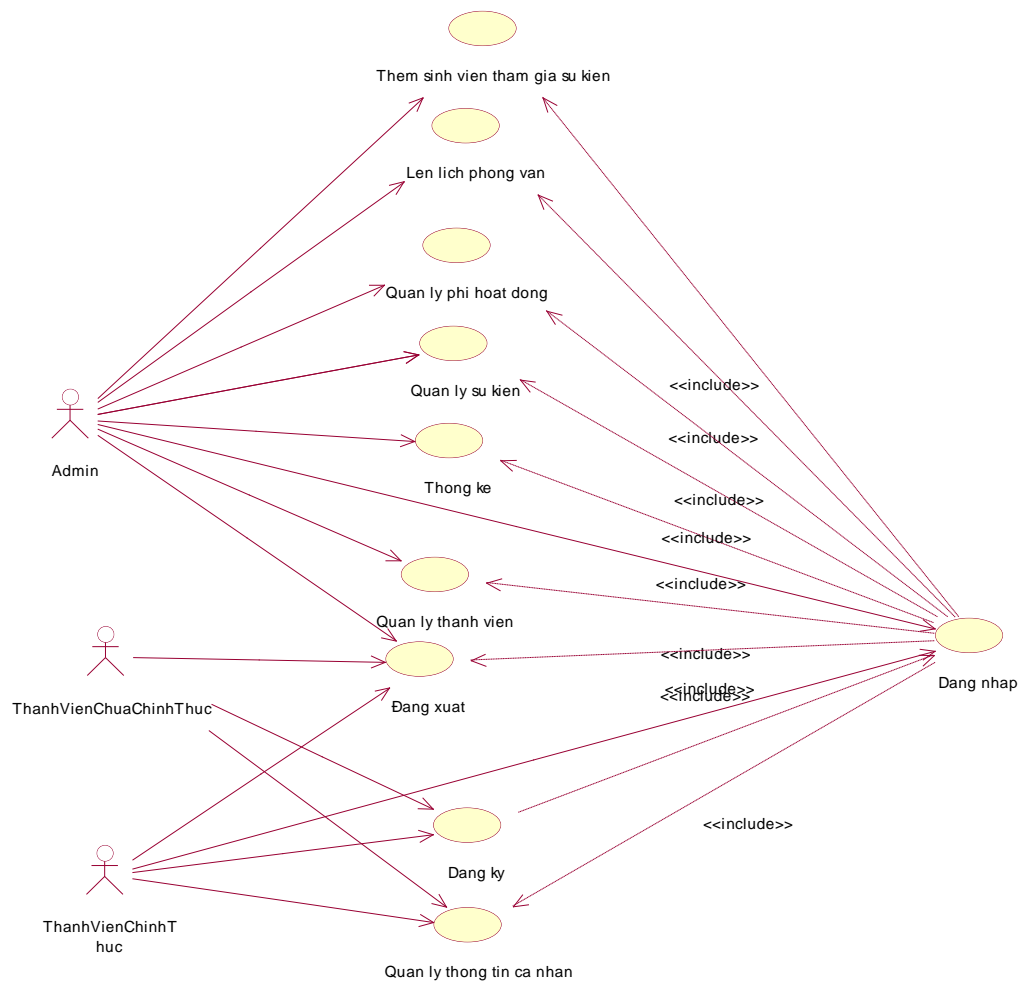 Them sinh vien tham gia su kien
Len lich phong van
Quan ly phi hoat dong
<<include>>
Quan ly su kien
<<include>>
Admin
Thong ke
<<include>>
<<include>>
<<include>>
Quan ly thanh vien
<<include>>
Dang nhap
<<include>>
<<include>>
ThanhVienChuaChinhThuc
Đang xuat
<<include>>
Dang ky
ThanhVienChinhT
huc
Quan ly thong tin ca nhan